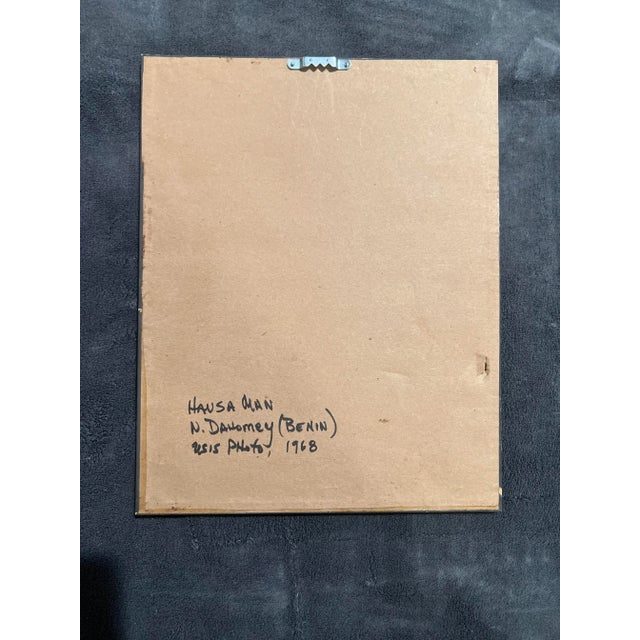 HAUSA MAN
N. DAHOMEY (BENIN)
USIS PHOTO, 1968